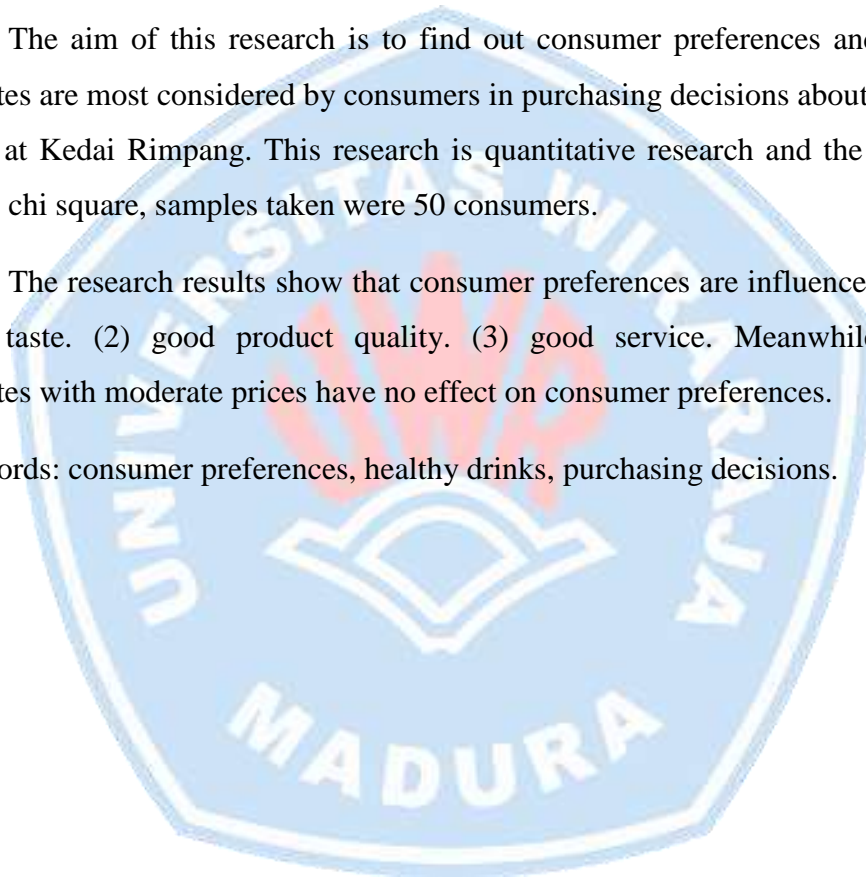 The aim of this research is to find out consumer preferences and
tes are most considered by consumers in purchasing decisions about
at Kedai Rimpang. This research is quantitative research and the
chi square, samples taken were 50 consumers.
The research results show that consumer preferences are influence
taste. (2) good product quality. (3) good service. Meanwhil
tes with moderate prices have no effect on consumer preferences.
ords: consumer preferences, healthy drinks, purchasing decisions.
UNIVERSITAS WIRARAJA
UWR
MADURA